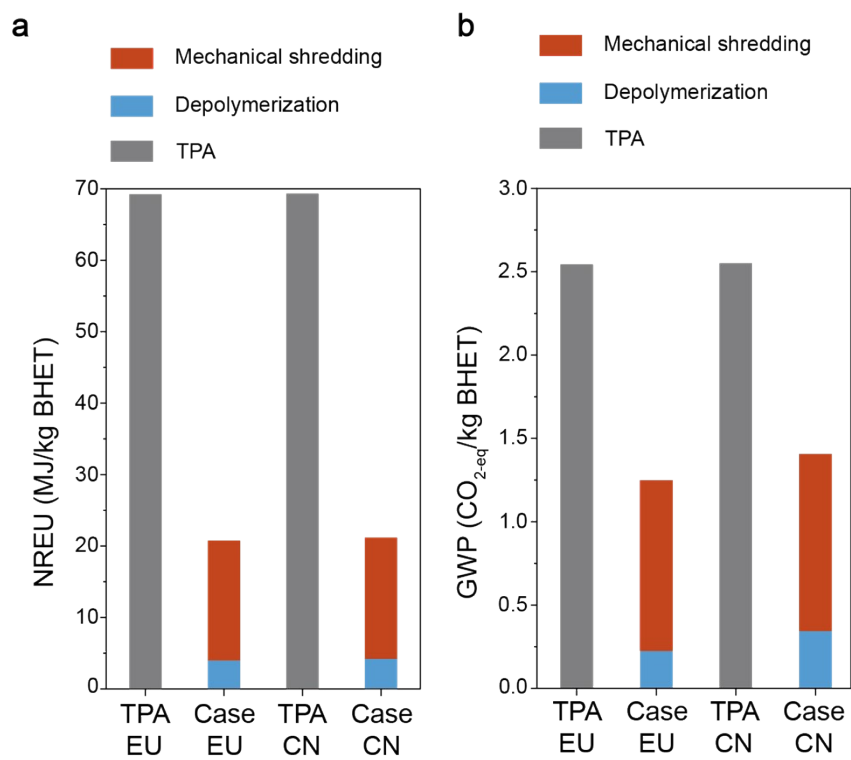 a
Mechanical shredding
Depolymerization
TPA
NREU (MJ/kg BHET)
70
60
50
40
30
20
10
0
TPA EU
Case EU
TPA CN
Case CN
b
Mechanical shredding
Depolymerization
TPA
GWP (CO2-eq/kg BHET)
3.0
2.5
2.0
1.5
1.0
0.5
0.0
TPA EU
Case EU
TPA CN
Case CN